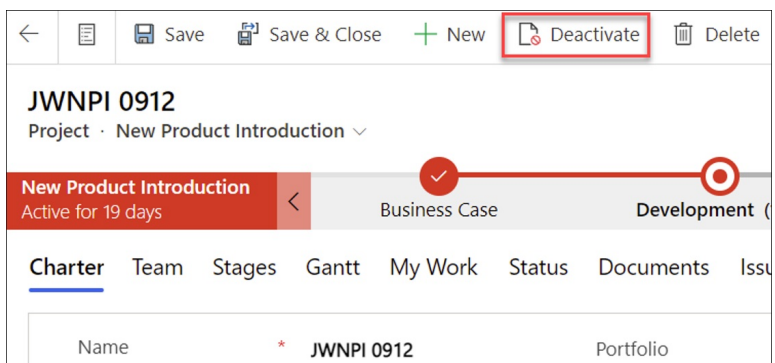 Save Save & Close New Deactivate Delete
JWNPI 0912
Project · New Product Introduction
New Product Introduction
Active for 19 days
Business Case Development
Charter Team Stages Gantt My Work Status Documents
Name * JWNPI 0912 Portfolio